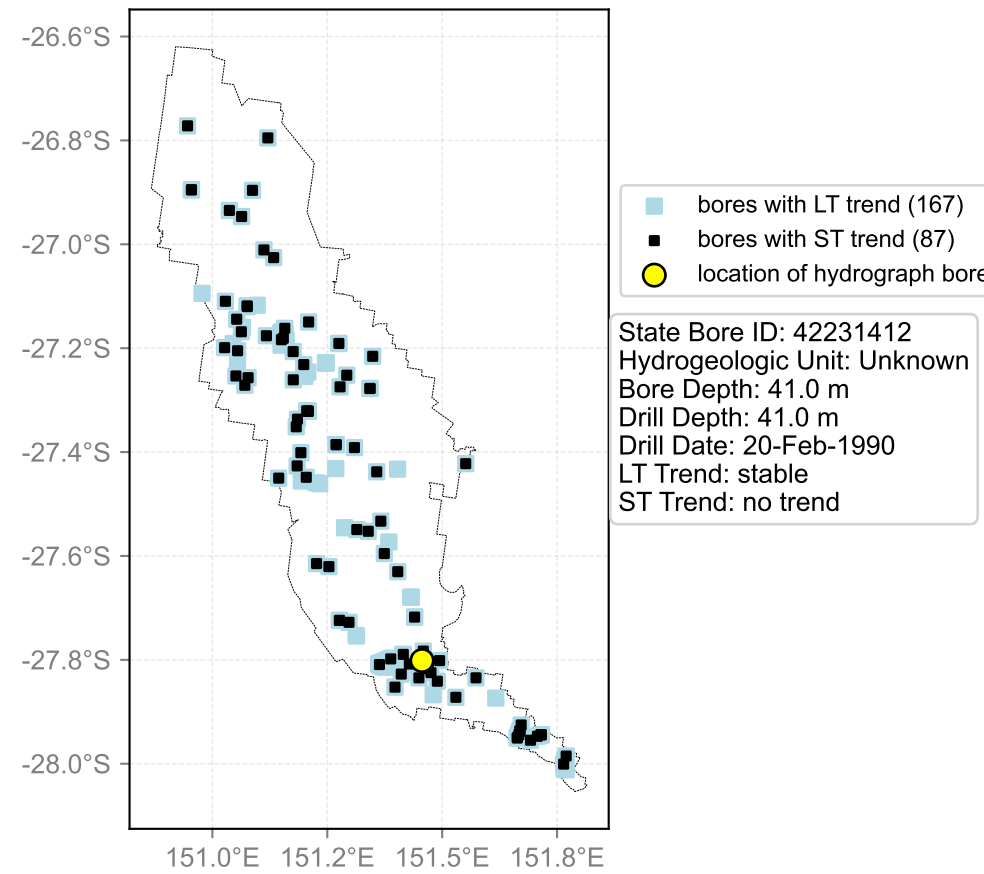 -26.6°S
-26.8°S
-27.0°S
-27.2°S
-27.4°S
-27.6°S
-27.8°S
-28.0°S
151.0°E
151.2°E
151.5°E
151.8°E
bores with LT trend (167)
bores with ST trend (87)
location of hydrograph bore
State Bore ID: 42231412
Hydrogeologic Unit: Unknown
Bore Depth: 41.0 m
Drill Depth: 41.0 m
Drill Date: 20-Feb-1990
LT Trend: stable
ST Trend: no trend